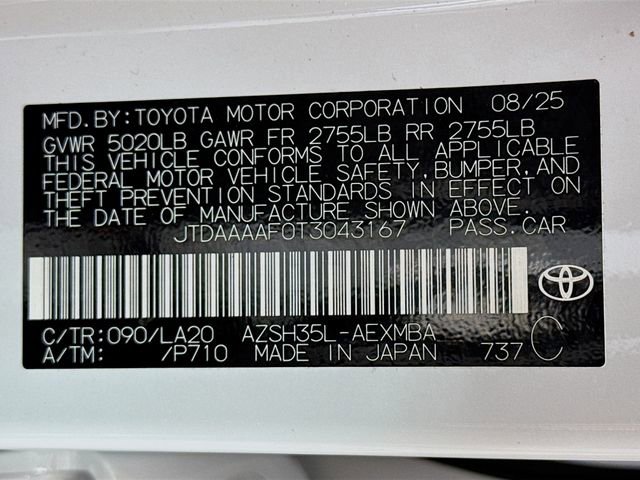 MFD.BY:TOYOTA MOTOR CORPORATION 08/25
GVWR 5020LB GAWR FR 2755LB RR 2755LB
THIS VEHICLE CONFORMS TO ALL APPLICABLE
FEDERAL MOTOR VEHICLE SAFETY,BUMPER,AND
THEFT PREVENTION STANDARDS IN EFFECT ON
THE DATE OF MANUFACTURE SHOWN ABOVE.
JTDAAAAF0T3043167 PASS.CAR
C/TR:090/LA20 AZSH35L-AEXMBA
A/TM: /P710 MADE IN JAPAN 737 C